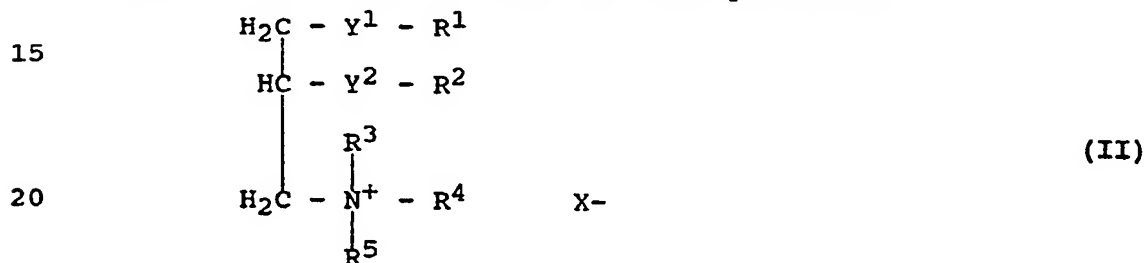 H₂C - Y¹ - R¹
15
HC - Y² - R²
R³
(II)
20 H₂C - N⁺ - R⁴ X-
R⁵